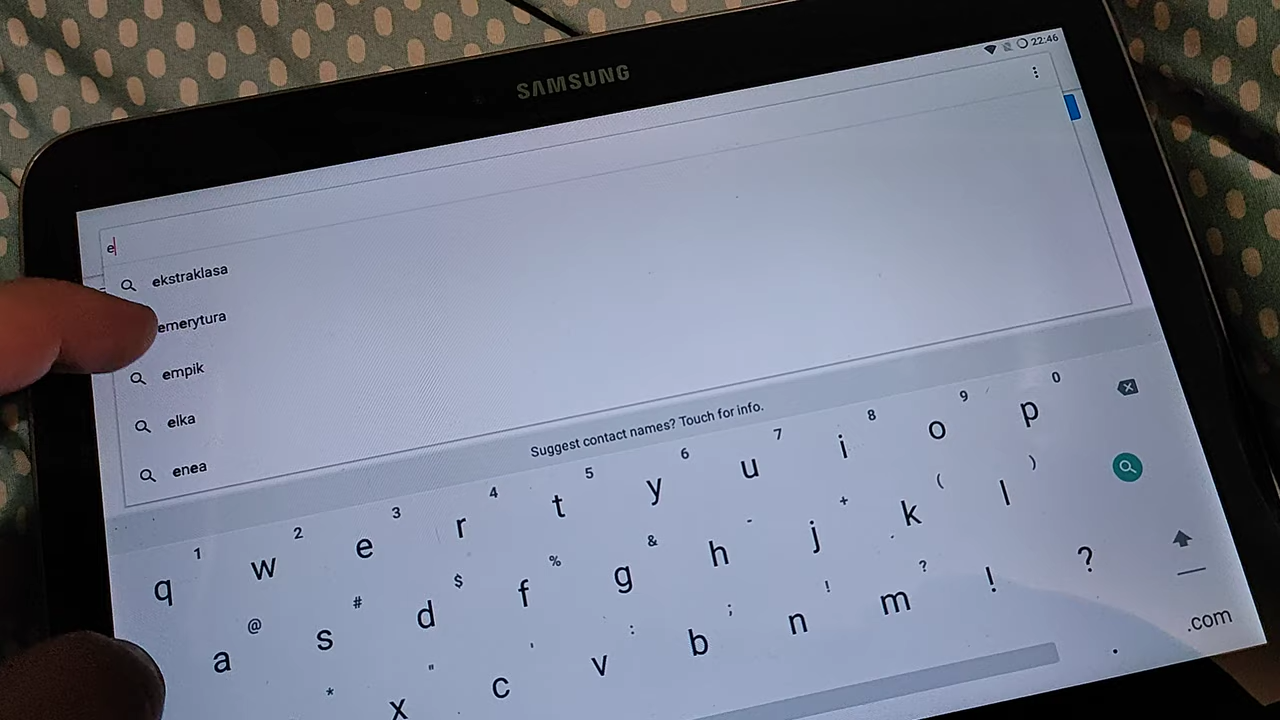 SAMSUNG
22:46
e
ekstraklasa
emerytura
empik
elka
enea
Suggest contact names? Touch for info.
1 2 3 4 5 6 7 8 9 0
q w e r t y u i o p
@ # $ % & - + ( )
a s d f g h j k l
* " ' : ; ! ?
x c v b n m ! ?
. .com